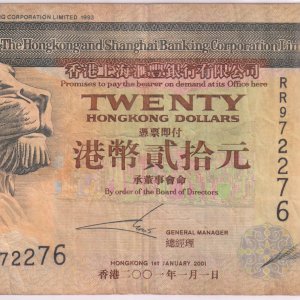 NG CORPORATION LIMITED 1993
The Hongkong and Shanghai Banking Corporation Lim
香港上海滙豐銀行有限公司
Promises to pay the bearer on demand at its Office here
TWENTY
HONGKONG DOLLARS
憑票即付
港幣貳拾元
承董事會命
By order of the Board of Directors
GENERAL MANAGER
總經理
HONGKONG 1ST JANUARY, 2001
香港二〇〇一年一月一日
72276
RR972276